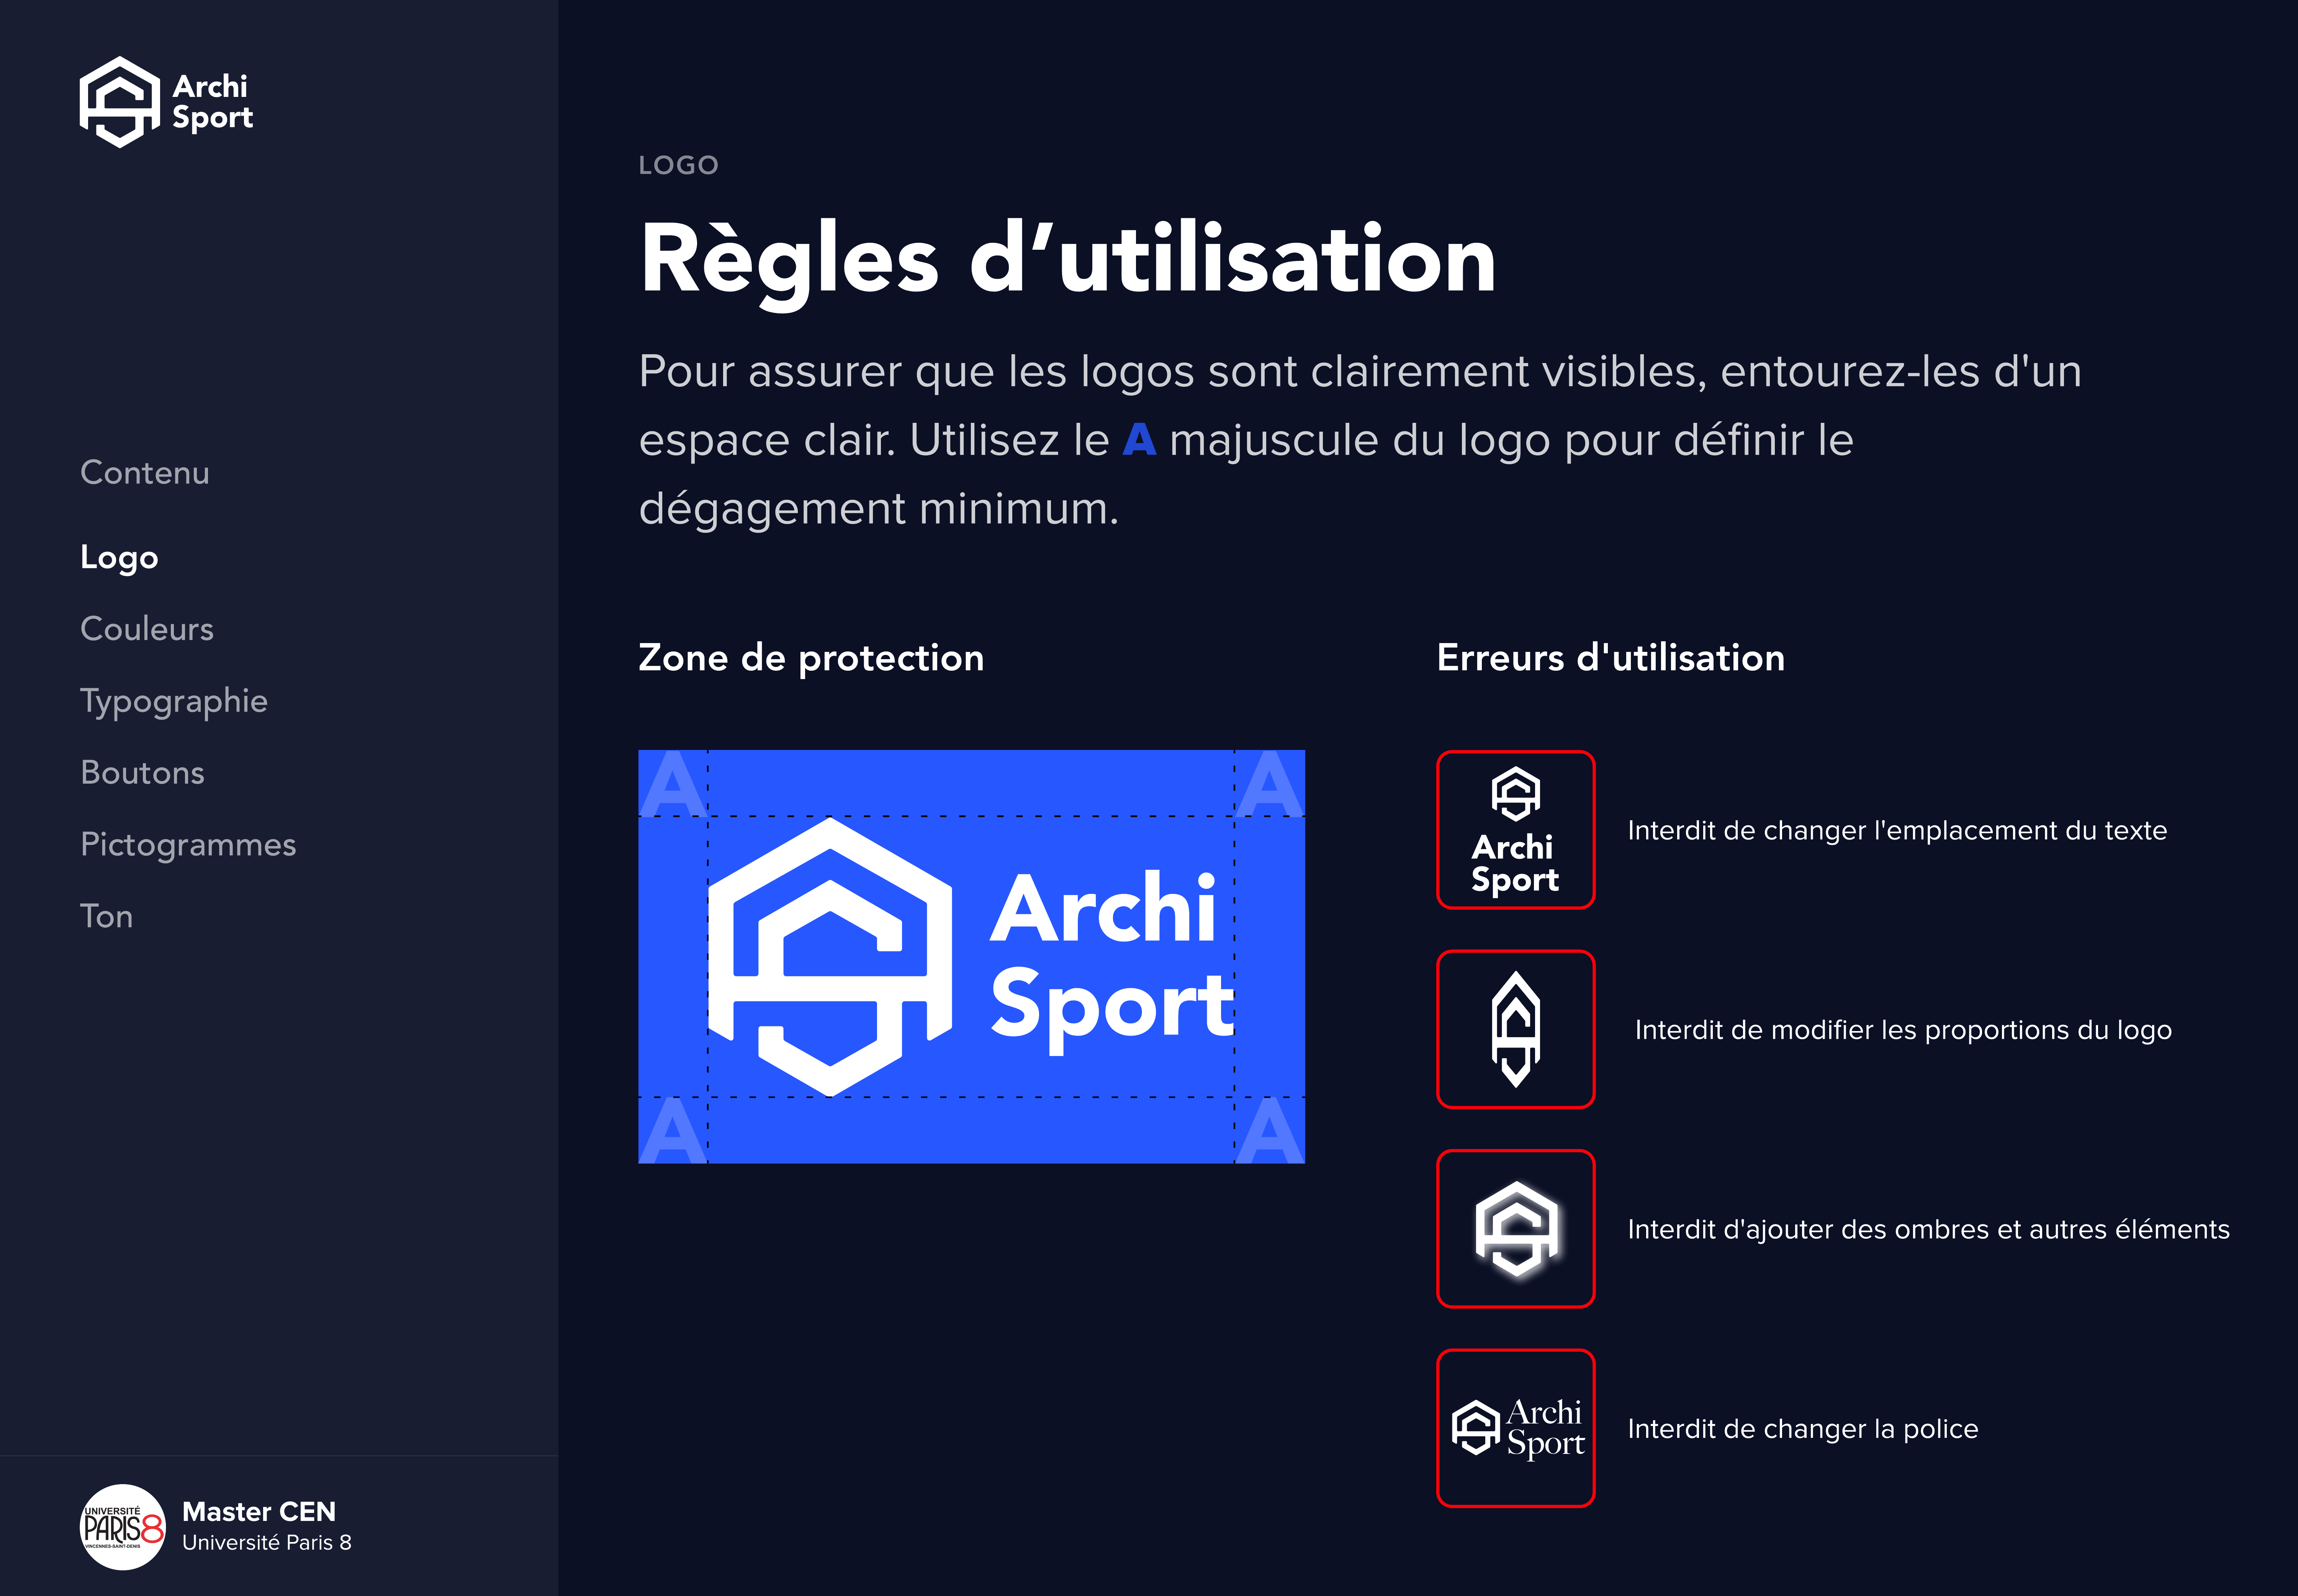 Archi
Sport
Contenu
Logo
Couleurs
Typographie
Boutons
Pictogrammes
Ton
UNIVERSITÉ
PARIS8
VINCENNES-SAINT-DENIS
Master CEN
Université Paris 8
LOGO
Règles d’utilisation
Pour assurer que les logos sont clairement visibles, entourez-les d'un
espace clair. Utilisez le A majuscule du logo pour définir le
dégagement minimum.
Zone de protection
A A
Archi
Sport
A A
Erreurs d'utilisation
Archi
Sport
Interdit de changer l'emplacement du texte
Interdit de modifier les proportions du logo
Interdit d'ajouter des ombres et autres éléments
Archi
Sport
Interdit de changer la police